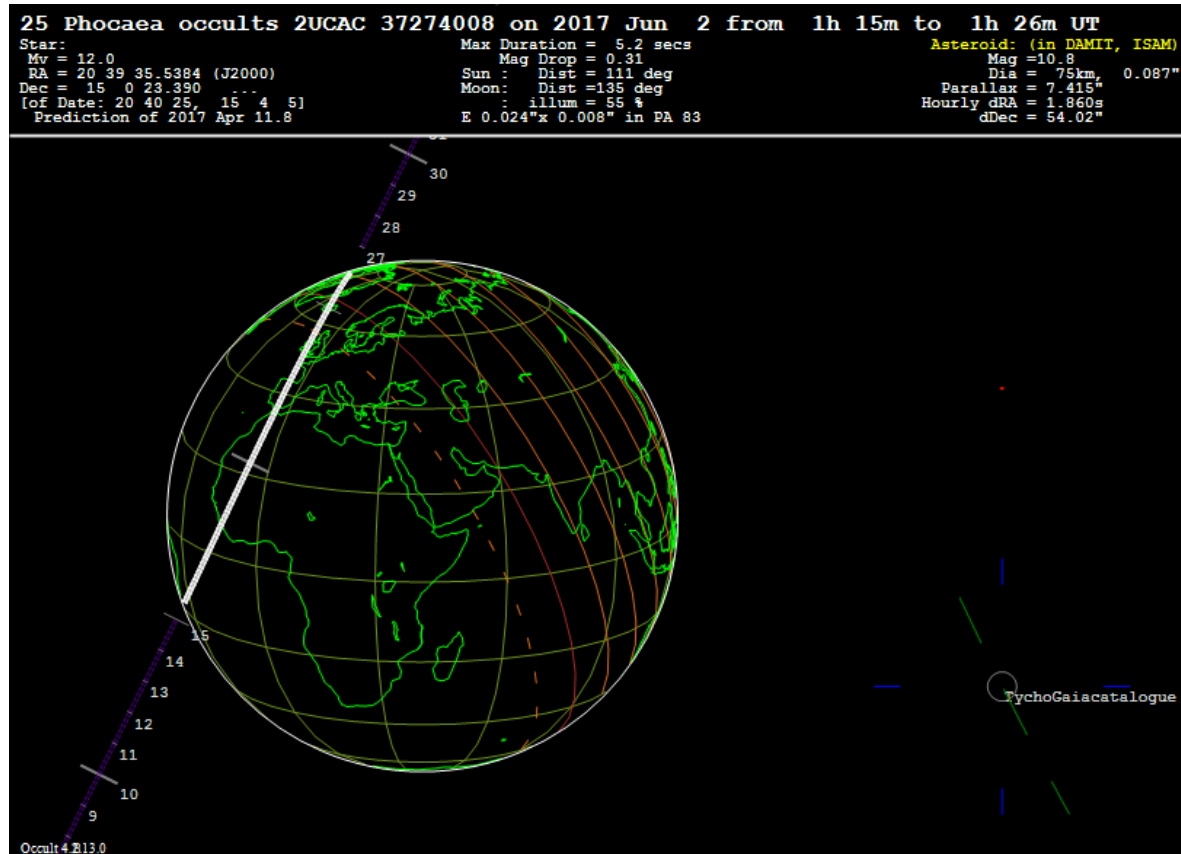 25 Phocaea occults 2UCAC 37274008 on 2017 Jun 2 from 1h 15m to 1h 26m UT
Star:
Mv = 12.0
RA = 20 39 35.5384 (J2000)
Dec = 15 0 23.390 ...
[of Date: 20 40 25, 15 4 5]
Prediction of 2017 Apr 11.8
Max Duration = 5.2 secs
Mag Drop = 0.31
Sun : Dist = 111 deg
Moon: Dist =135 deg
: illum = 55 %
E 0.024"x 0.008" in PA 83
Asteroid: (in DAMIT, ISAM)
Mag =10.8
Dia = 75km, 0.087"
Parallax = 7.415"
Hourly dRA = 1.860s
dDec = 54.02"
30
29
28
27
15
14
13
12
11
10
9
TychoGaiacatalogue
Occult